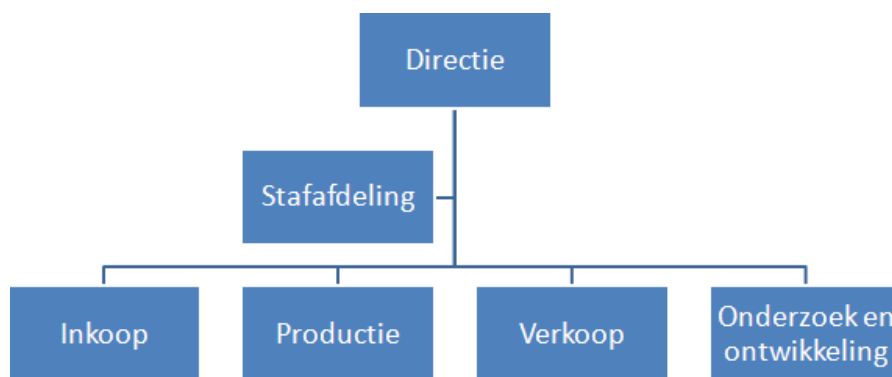 Directie
Stafafdeling
Inkoop
Productie
Verkoop
Onderzoek en
ontwikkeling